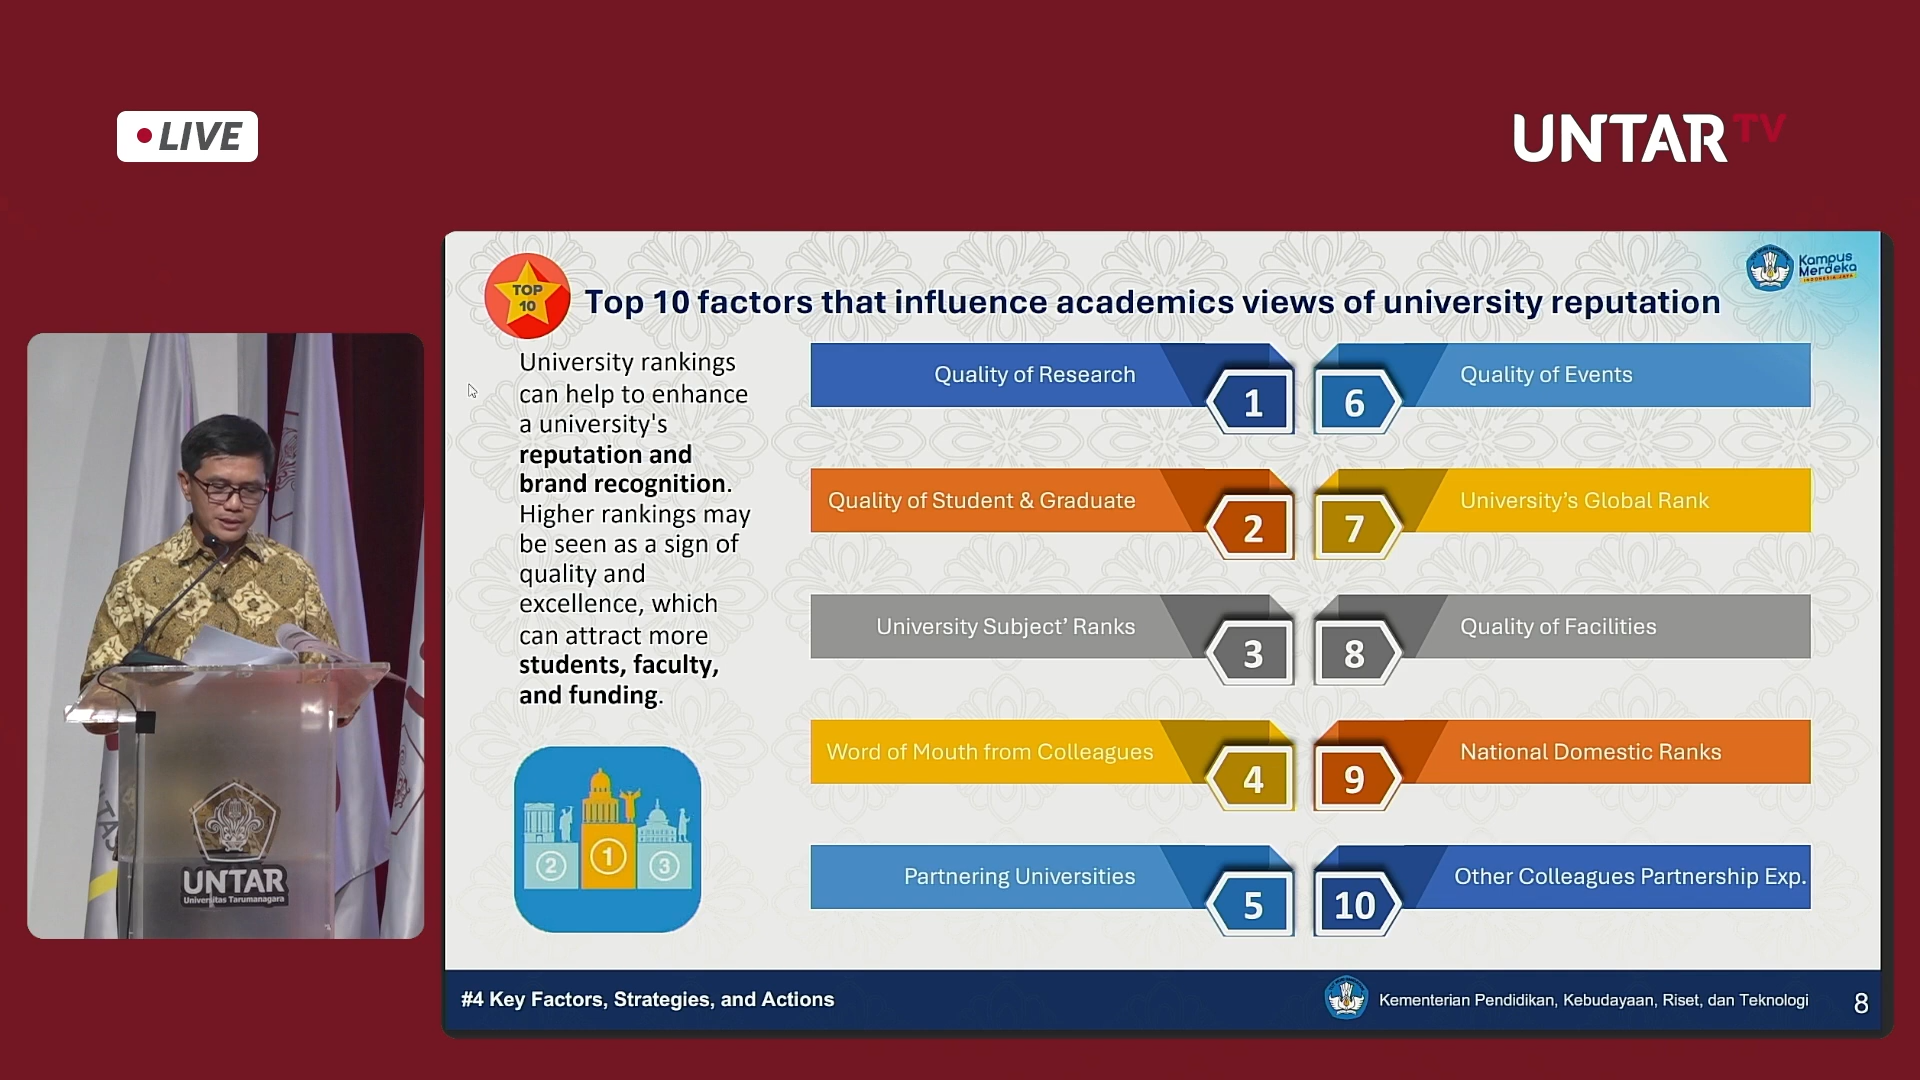 LIVE
UNTAR TV
TOP
10
Top 10 factors that influence academics views of university reputation
Kampus
Merdeka
INDONESIA JAYA
University rankings
can help to enhance
a university's
reputation and
brand recognition.
Higher rankings may
be seen as a sign of
quality and
excellence, which
can attract more
students, faculty,
and funding.
2
1
3
Quality of Research
1
Quality of Student & Graduate
2
University Subject’ Ranks
3
Word of Mouth from Colleagues
4
Partnering Universities
5
6
Quality of Events
7
University’s Global Rank
8
Quality of Facilities
9
National Domestic Ranks
10
Other Colleagues Partnership Exp.
UNTAR
Universitas Tarumanagara
#4 Key Factors, Strategies, and Actions
Kementerian Pendidikan, Kebudayaan, Riset, dan Teknologi
8